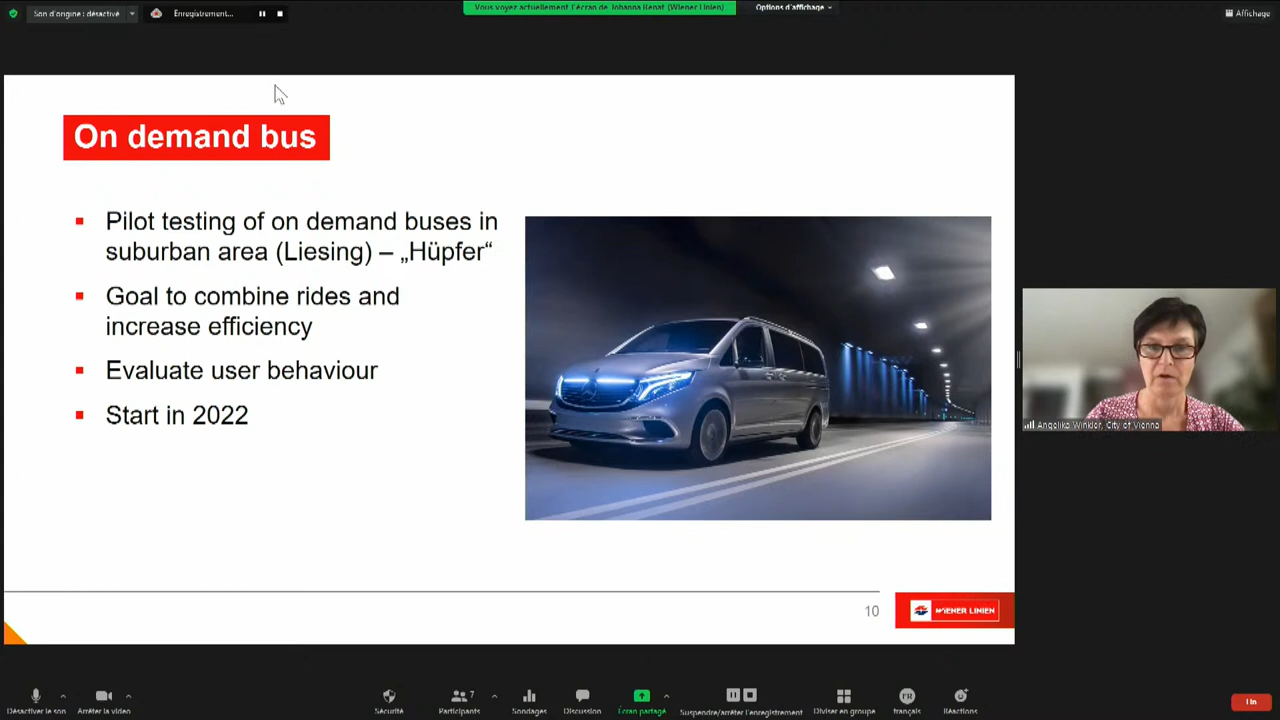 Son d'origine : désactivé
Enregistrement...
Vous voyez actuellement l'écran de Johanna Renat (Wiener Linien)
Options d'affichage
Affichage
On demand bus
Pilot testing of on demand buses in
suburban area (Liesing) – „Hüpfer“
Goal to combine rides and
increase efficiency
Evaluate user behaviour
Start in 2022
Angelika Winkler, City of Vienna
10
WIENER LINIEN
7
FR
Désactiver le son
Arrêter la vidéo
Sécurité
Participants
Sondages
Discussion
Écran partagé
Suspendre/arrêter l'enregistrement
Diviser en groupe
français
Réactions